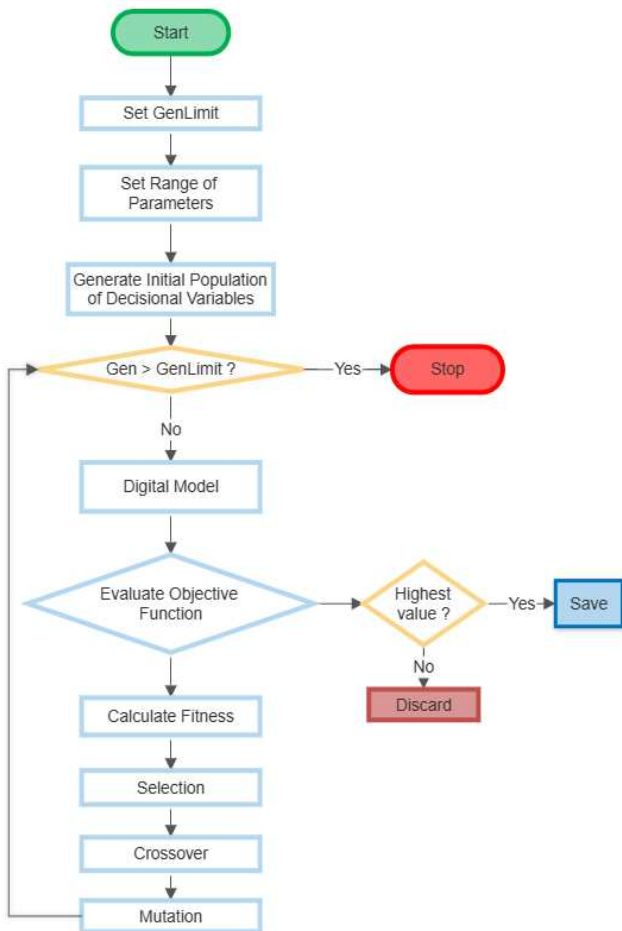 Start
Set GenLimit
Set Range of
Parameters
Generate Initial Population
of Decisional Variables
Gen > GenLimit ?
Yes
Stop
No
Digital Model
Evaluate Objective
Function
Highest
value ?
Yes
Save
No
Discard
Calculate Fitness
Selection
Crossover
Mutation